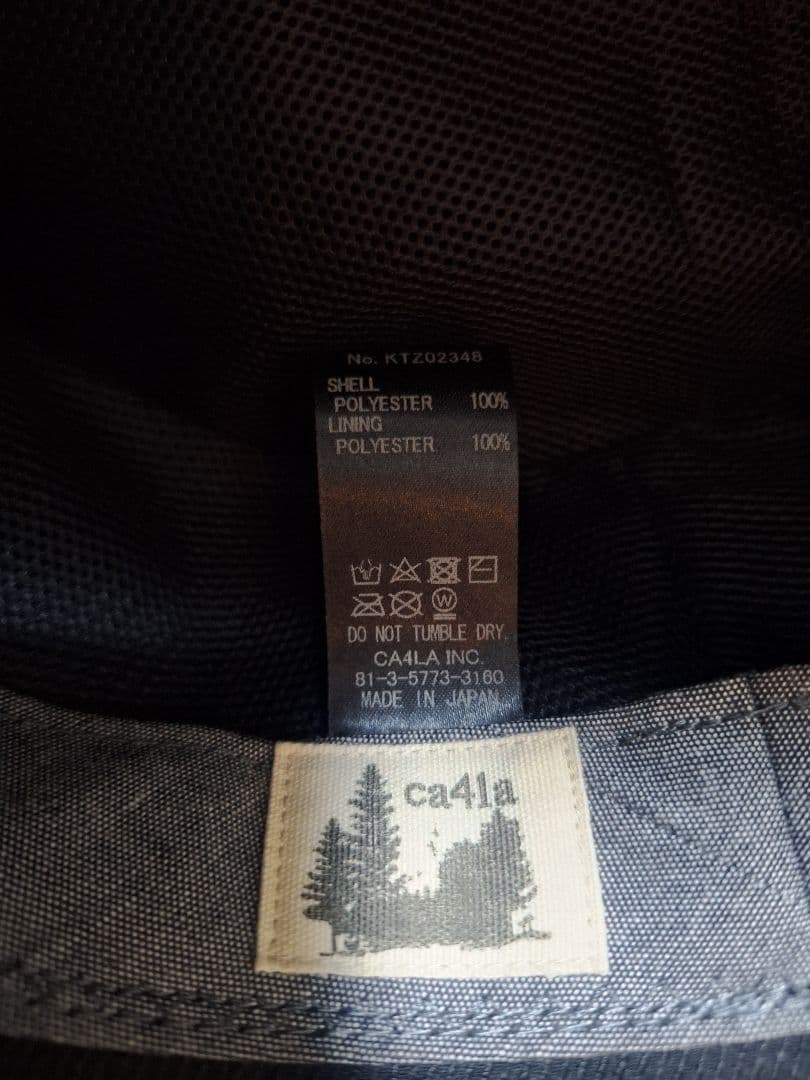 No. KTZ02348
SHELL
POLYESTER 100%
LINING
POLYESTER 100%
W
DO NOT TUMBLE DRY.
CA4LA INC.
81-3-5773-3160
MADE IN JAPAN
ca4la